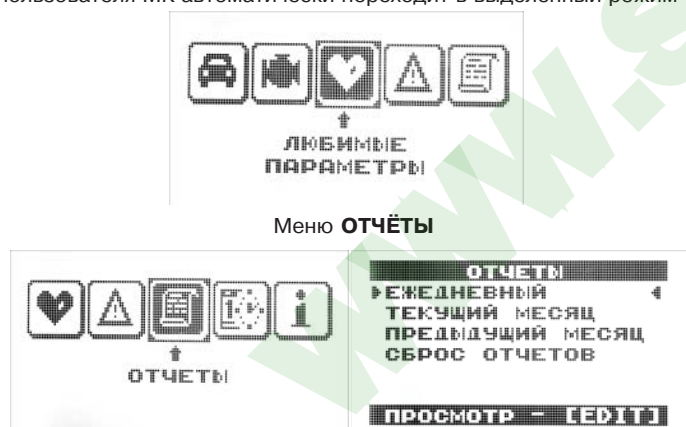 пользователя МК автоматически переходит в выделенный режим
ЛЮБИМЫЕ
ПАРАМЕТРЫ
Меню ОТЧЁТЫ
ОТЧЕТЫ
ОТЧЕТЫ
ЕЖЕДНЕВНЫЙ
ТЕКУЩИЙ МЕСЯЦ
ПРЕДЫДУЩИЙ МЕСЯЦ
СБРОС ОТЧЕТОВ
ПРОСМОТР - [EDIT]
www.s